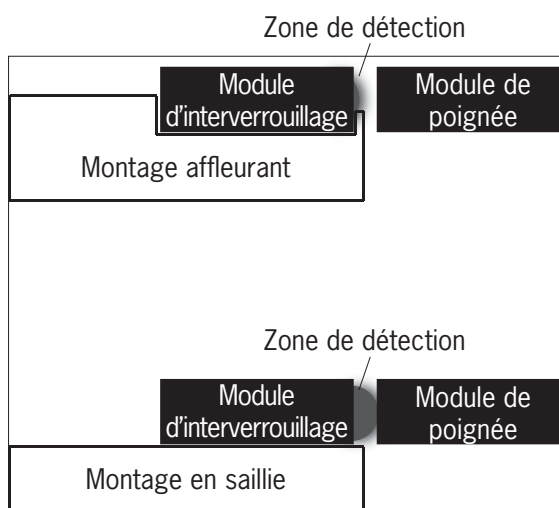 Zone de détection
Module
d'interverrouillage
Module de
poignée
Montage affleurant
Zone de détection
Module
d'interverrouillage
Module de
poignée
Montage en saillie